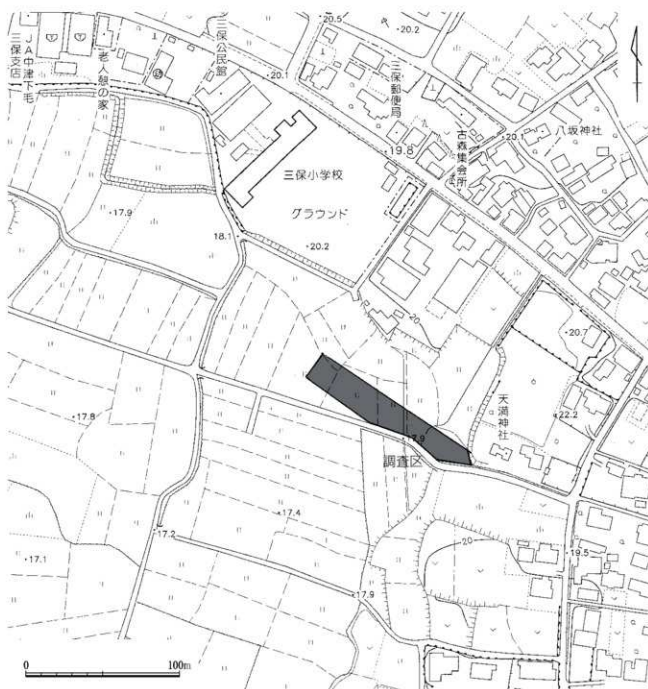 三保公民館
20.5
20.2
JA中津下毛
三保支店
老人憩の家
20.1
三保郵便局
19.8
古森集会所
20.1
八坂神社
三保小学校
グラウンド
17.9
18.1
20.2
20
20.7
天満神社
22.2
17.8
17.9
調査区
17.4
17.2
20
19.5
17.1
17.9
0
100m